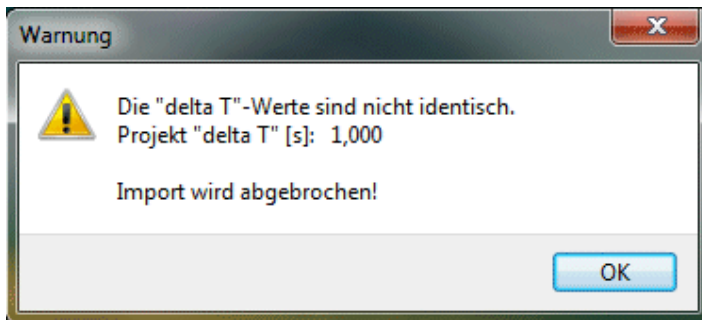 Warnung
Die "delta T"-Werte sind nicht identisch.
Projekt "delta T" [s]: 1,000
Import wird abgebrochen!
OK